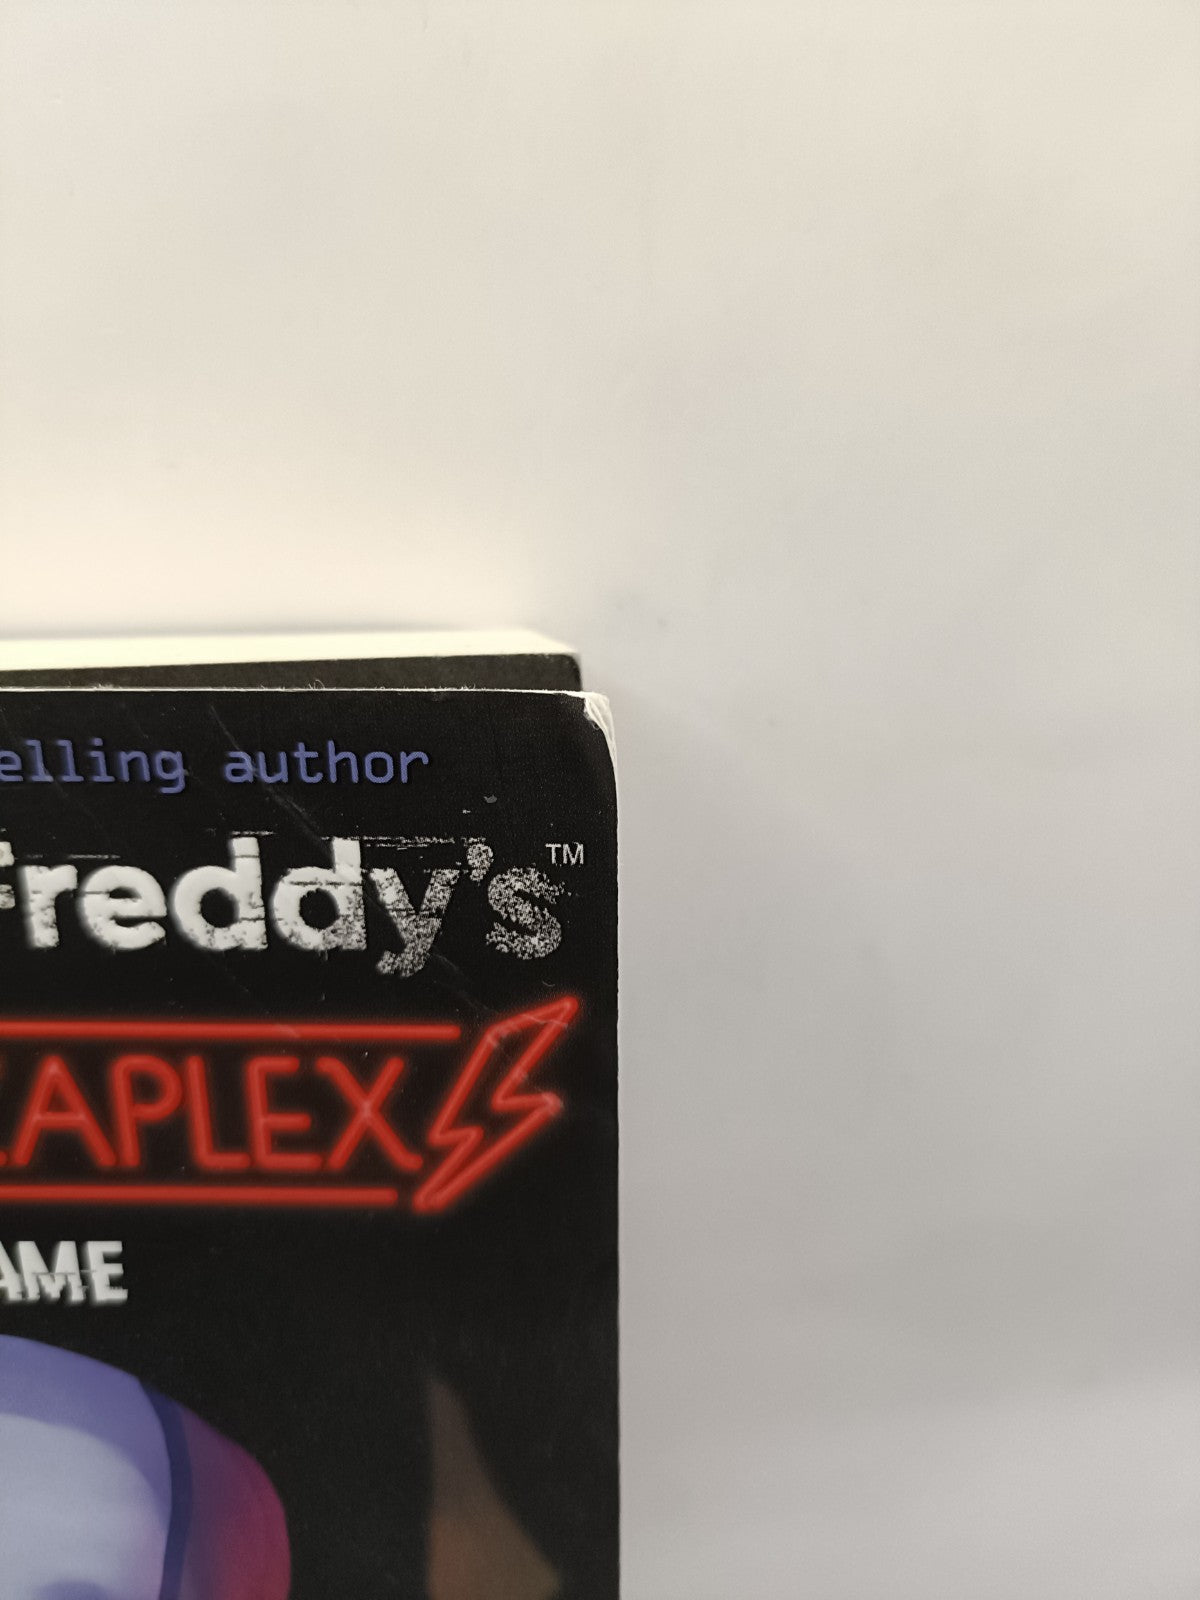 elling author
Freddy's™
ZAPLEX
AME